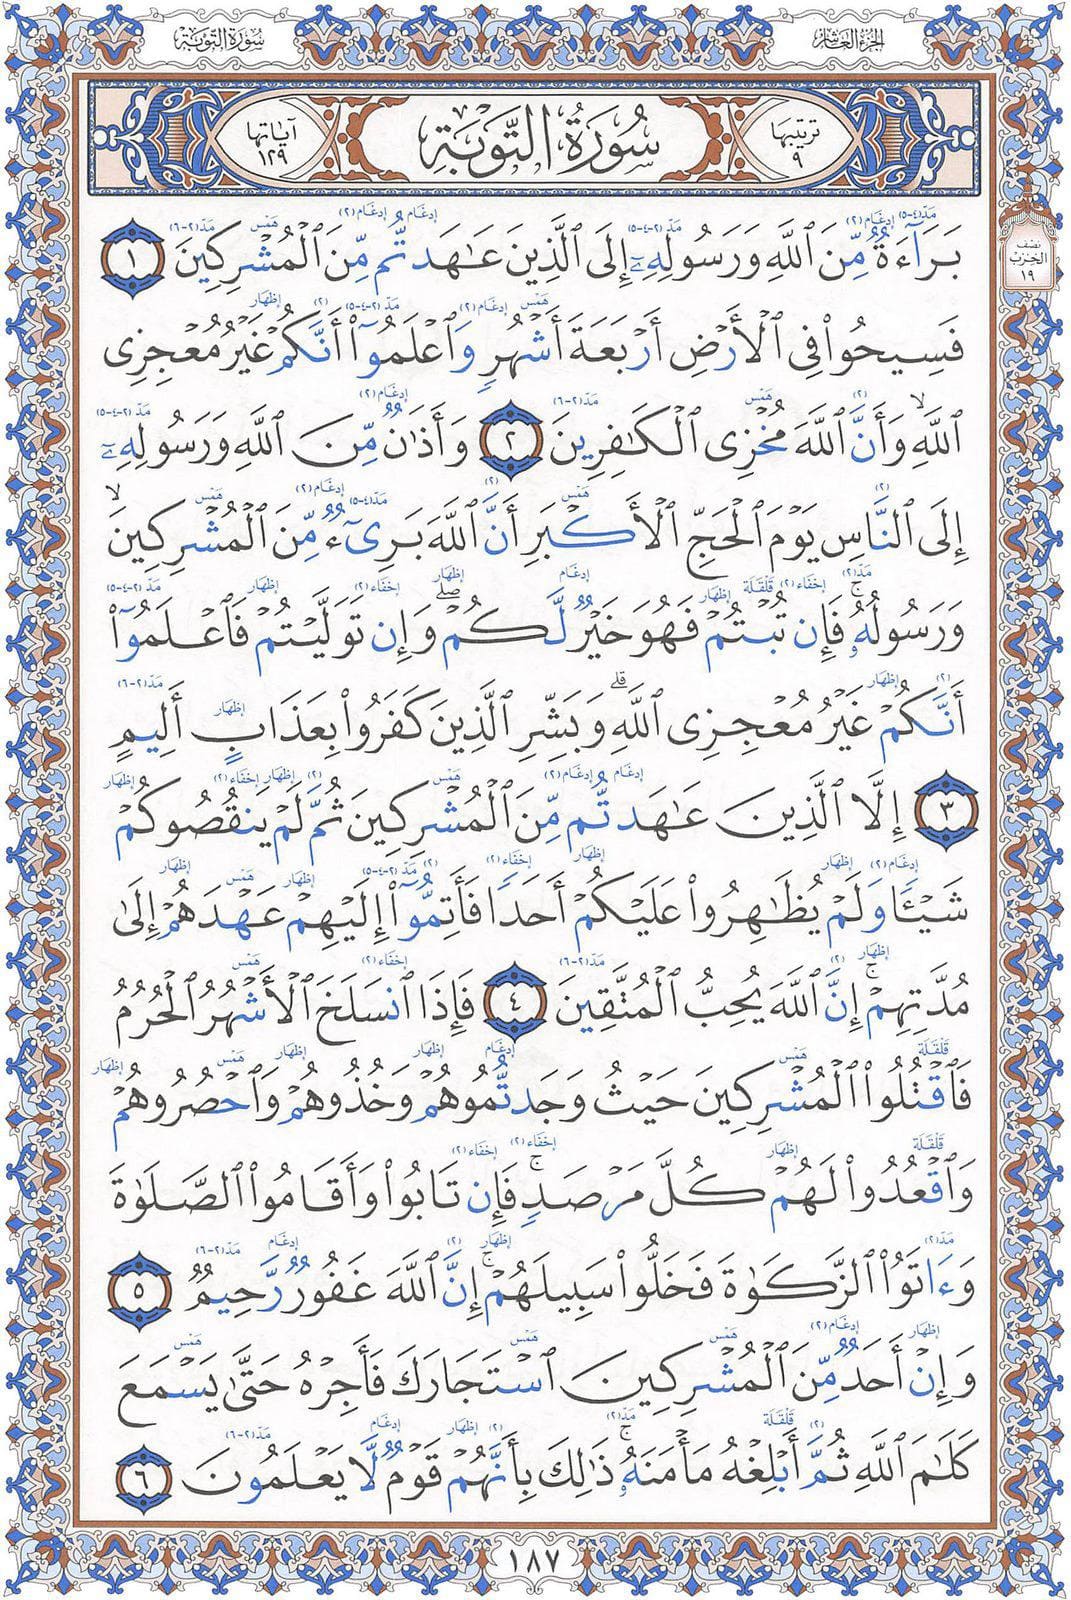 الجزء العاشر
سورة التوبة
ترتيبها ٩
سُورَةُ التَّوْبَةِ
آياتها ١٢٩
بَرَآءَةٌ مِّنَ ٱللَّهِ وَرَسُولِهِۦٓ إِلَى ٱلَّذِينَ عَٰهَدتُّم مِّنَ ٱلْمُشْرِكِينَ ١
فَسِيحُوا۟ فِى ٱلْأَرْضِ أَرْبَعَةَ أَشْهُرٍ وَٱعْلَمُوٓا۟ أَنَّكُمْ غَيْرُ مُعْجِزِى
ٱللَّهِ ۙ وَأَنَّ ٱللَّهَ مُخْزِى ٱلْكَٰفِرِينَ ٢ وَأَذَٰنٌ مِّنَ ٱللَّهِ وَرَسُولِهِۦٓ
إِلَى ٱلنَّاسِ يَوْمَ ٱلْحَجِّ ٱلْأَكْبَرِ أَنَّ ٱللَّهَ بَرِىٓءٌ مِّنَ ٱلْمُشْرِكِينَ ۙ
وَرَسُولُهُۥ ۚ فَإِن تُبْتُمْ فَهُوَ خَيْرٌ لَّكُمْ ۖ وَإِن تَوَلَّيْتُمْ فَٱعْلَمُوٓا۟
أَنَّكُمْ غَيْرُ مُعْجِزِى ٱللَّهِ ۗ وَبَشِّرِ ٱلَّذِينَ كَفَرُوا۟ بِعَذَابٍ أَلِيمٍ
٣ إِلَّا ٱلَّذِينَ عَٰهَدتُّم مِّنَ ٱلْمُشْرِكِينَ ثُمَّ لَمْ يَنقُصُوكُمْ
شَيْـًٔا وَلَمْ يُظَٰهِرُوا۟ عَلَيْكُمْ أَحَدًا فَأَتِمُّوٓا۟ إِلَيْهِمْ عَهْدَهُمْ إِلَىٰ
مُدَّتِهِمْ ۚ إِنَّ ٱللَّهَ يُحِبُّ ٱلْمُتَّقِينَ ٤ فَإِذَا ٱنسَلَخَ ٱلْأَشْهُرُ ٱلْحُرُمُ
فَٱقْتُلُوا۟ ٱلْمُشْرِكِينَ حَيْثُ وَجَدتُّمُوهُمْ وَخُذُوهُمْ وَٱحْصُرُوهُمْ
وَٱقْعُدُوا۟ لَهُمْ كُلَّ مَرْصَدٍ ۚ فَإِن تَابُوا۟ وَأَقَامُوا۟ ٱلصَّلَوٰةَ
وَءَاتَوُا۟ ٱلزَّكَوٰةَ فَخَلُّوا۟ سَبِيلَهُمْ ۚ إِنَّ ٱللَّهَ غَفُورٌ رَّحِيمٌ ٥
وَإِنْ أَحَدٌ مِّنَ ٱلْمُشْرِكِينَ ٱسْتَجَارَكَ فَأَجِرْهُ حَتَّىٰ يَسْمَعَ
كَلَٰمَ ٱللَّهِ ثُمَّ أَبْلِغْهُ مَأْمَنَهُۥ ۚ ذَٰلِكَ بِأَنَّهُمْ قَوْمٌ لَّا يَعْلَمُونَ ٦
نصف
الحزب
١٩
١٨٧